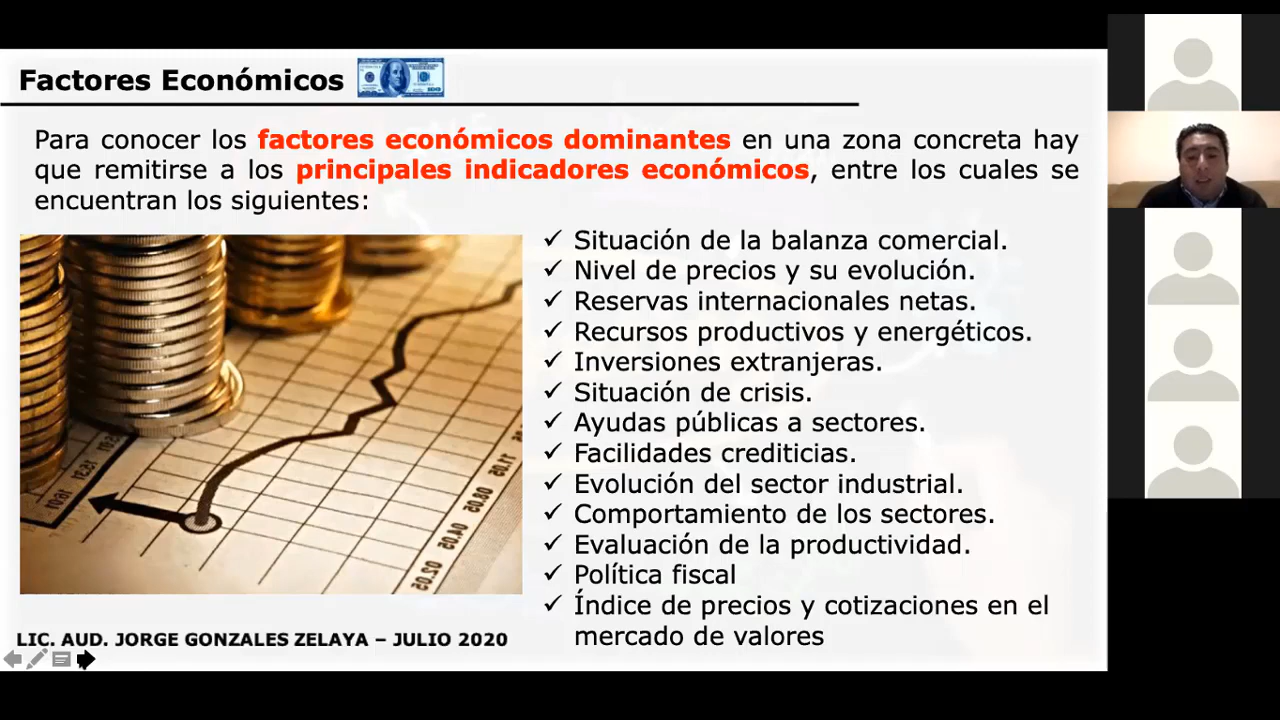 Factores Económicos
Para conocer los factores económicos dominantes en una zona concreta hay
que remitirse a los principales indicadores económicos, entre los cuales se
encuentran los siguientes:
✓ Situación de la balanza comercial.
✓ Nivel de precios y su evolución.
✓ Reservas internacionales netas.
✓ Recursos productivos y energéticos.
✓ Inversiones extranjeras.
✓ Situación de crisis.
✓ Ayudas públicas a sectores.
✓ Facilidades crediticias.
✓ Evolución del sector industrial.
✓ Comportamiento de los sectores.
✓ Evaluación de la productividad.
✓ Política fiscal
✓ Índice de precios y cotizaciones en el
mercado de valores
LIC. AUD. JORGE GONZALES ZELAYA – JULIO 2020